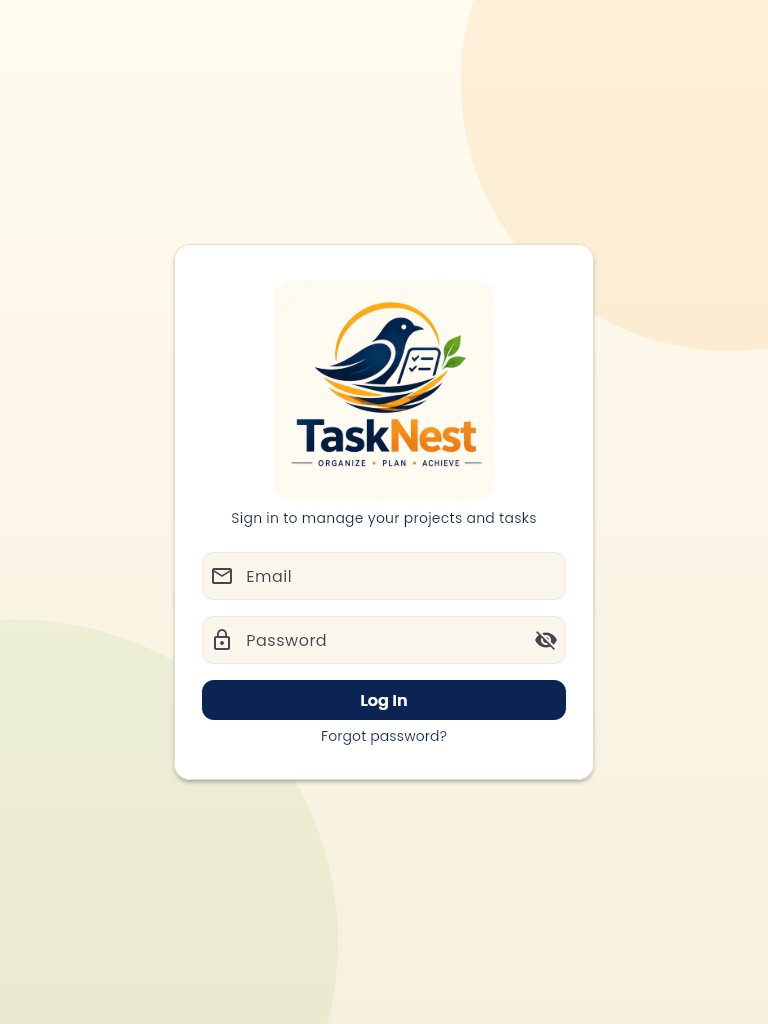 TaskNest
ORGANIZE • PLAN • ACHIEVE
Sign in to manage your projects and tasks
Email
Password
Log In
Forgot password?